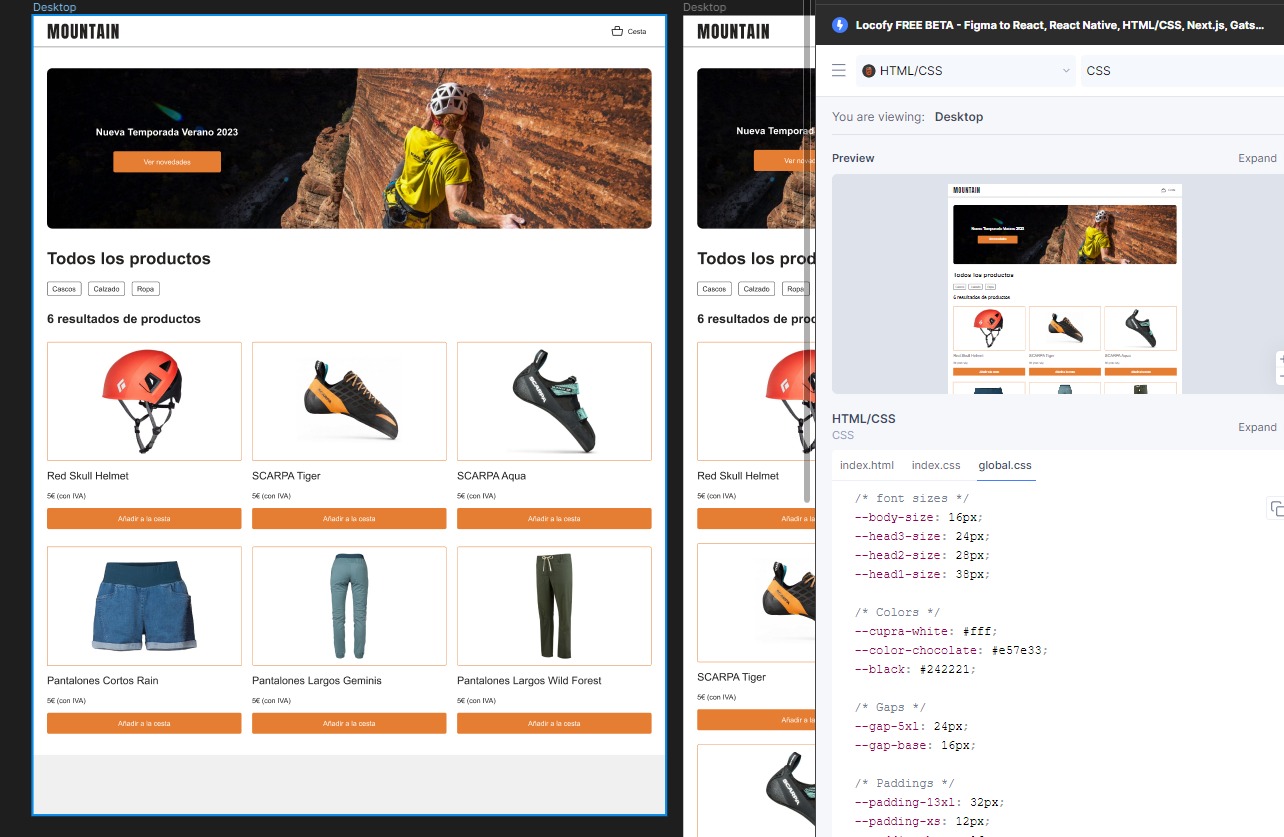 Desktop
MOUNTAIN
Cesta
Nueva Temporada Verano 2023
Ver novedades
Todos los productos
Cascos
Calzado
Ropa
6 resultados de productos
SCARPA
Red Skull Helmet
SCARPA Tiger
SCARPA Aqua
5€ (con IVA)
5€ (con IVA)
5€ (con IVA)
Añadir a la cesta
Añadir a la cesta
Añadir a la cesta
Pantalones Cortos Rain
Pantalones Largos Geminis
Pantalones Largos Wild Forest
5€ (con IVA)
5€ (con IVA)
5€ (con IVA)
Añadir a la cesta
Añadir a la cesta
Añadir a la cesta
Desktop
MOUNTAIN
Nueva Temporad
Ver noved
Todos los prod
Cascos
Calzado
Ropa
6 resultados de produc
Red Skull Helmet
5€ (con IVA)
Añadir a la
SCARPA Tiger
5€ (con IVA)
Añadir a la
Locofy FREE BETA - Figma to React, React Native, HTML/CSS, Next.js, Gats...
HTML/CSS
CSS
You are viewing: Desktop
Preview
Expand
MOUNTAIN
Nueva Temporada Verano 2023
Todos los productos
6 resultados de productos
Red Skull Helmet
SCARPA Tiger
SCARPA Aqua
Añadir a la cesta
Añadir a la cesta
Añadir a la cesta
HTML/CSS
CSS
Expand
index.html
index.css
global.css
/* font sizes */
--body-size: 16px;
--head3-size: 24px;
--head2-size: 28px;
--head1-size: 38px;
/* Colors */
--cupra-white: #fff;
--color-chocolate: #e57e33;
--black: #242221;
/* Gaps */
--gap-5xl: 24px;
--gap-base: 16px;
/* Paddings */
--padding-13xl: 32px;
--padding-xs: 12px;